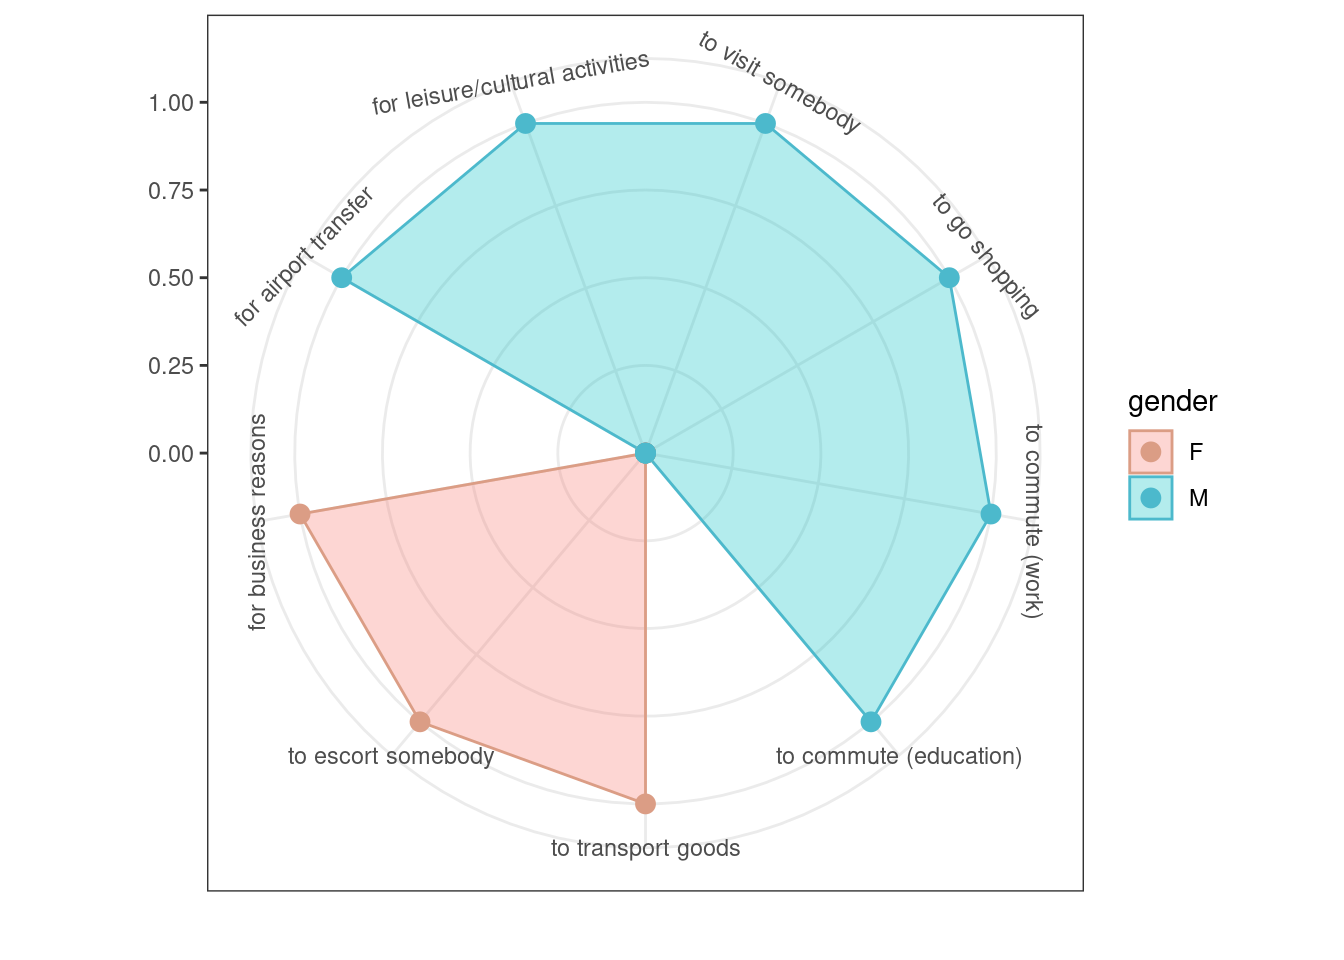 to visit somebody
for leisure/cultural activities
1.00
0.75
for airport transfer
to go shopping
0.50
0.25
gender
for business reasons
to commute (work)
0.00
F
M
to escort somebody
to commute (education)
to transport goods